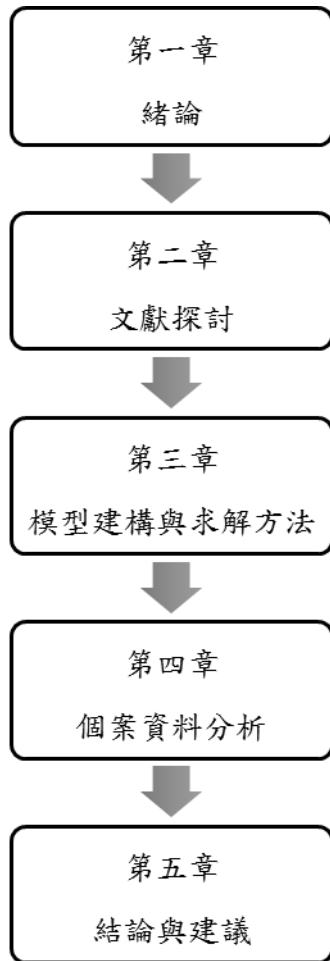 第一章
緒論
第二章
文獻探討
第三章
模型建構與求解方法
第四章
個案資料分析
第五章
結論與建議